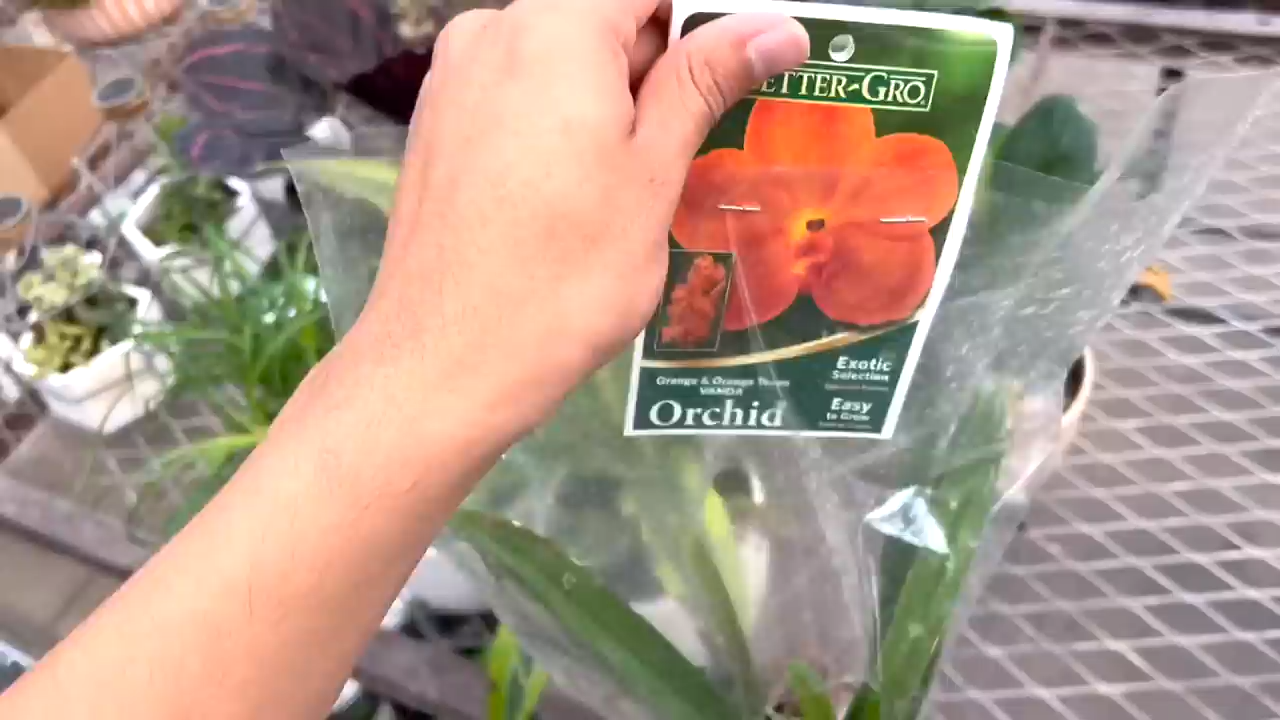 ETTER-GRO
Exotic
Selection
Orange & Orange Tones
VANDA
Orchid
Easy
to Grow